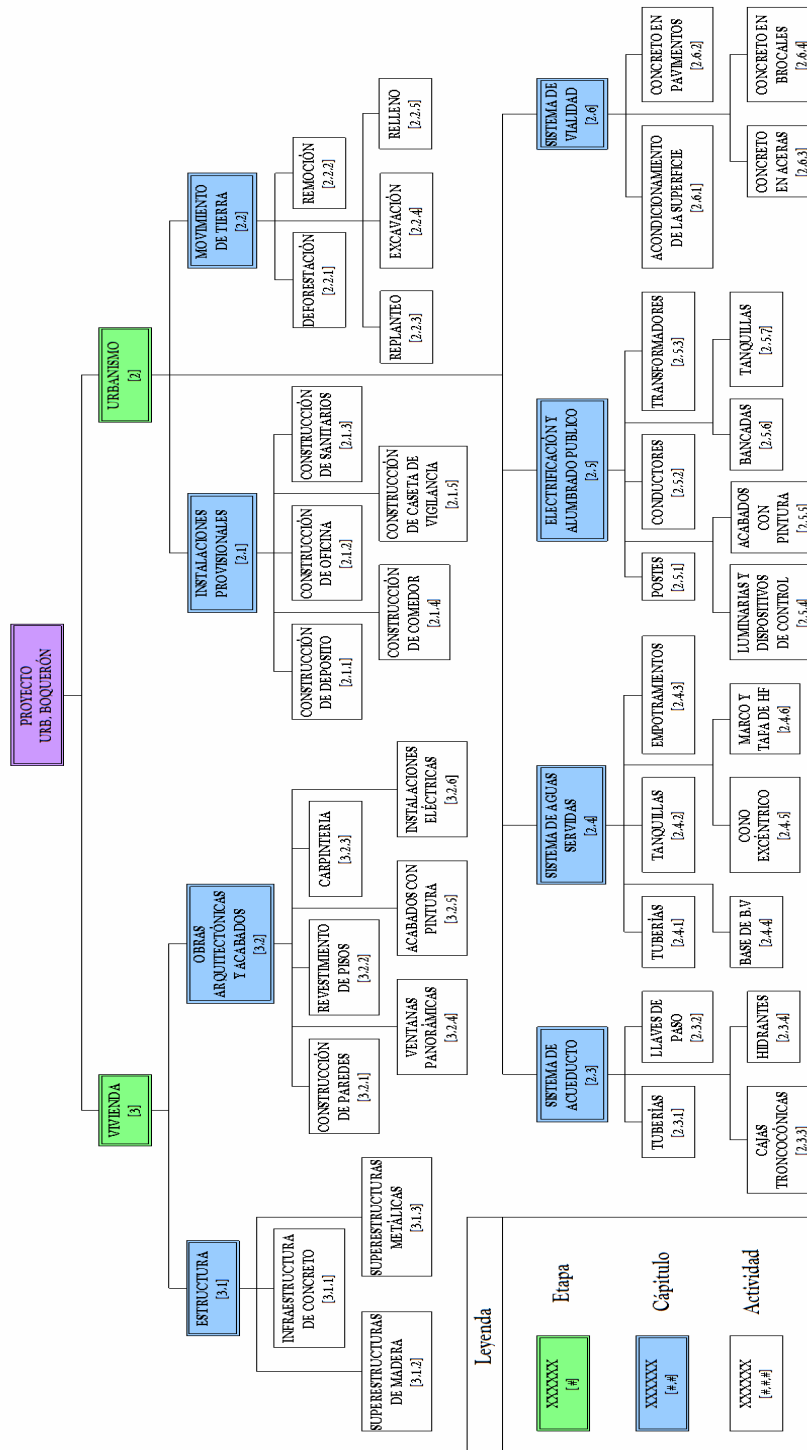 PROYECTO
URB. BOQUERÓN
VIVIENDA
[3]
URBANISMO
[2]
ESTRUCTURA
[3.1]
OBRAS
ARQUITECTÓNICAS
Y ACABADOS
[3.2]
INSTALACIONES
PROVISIONALES
[2.1]
MOVIMIENTO
DE TIERRA
[2.2]
INFRAESTRUCTURA
DE CONCRETO
[3.1.1]
SUPERESTRUCTURAS
DE MADERA
[3.1.2]
SUPERESTRUCTURAS
METÁLICAS
[3.1.3]
CONSTRUCCIÓN
DE PAREDES
[3.2.1]
REVESTIMIENTO
DE PISOS
[3.2.2]
CARPINTERIA
[3.2.3]
VENTANAS
PANORÁMICAS
[3.2.4]
ACABADOS CON
PINTURA
[3.2.5]
INSTALACIONES
ELÉCTRICAS
[3.2.6]
CONSTRUCCIÓN
DE DEPOSITO
[2.1.1]
CONSTRUCCIÓN
DE OFICINA
[2.1.2]
CONSTRUCCIÓN
DE SANITARIOS
[2.1.3]
CONSTRUCCIÓN
DE COMEDOR
[2.1.4]
CONSTRUCCIÓN
DE CASETA DE
VIGILANCIA
[2.1.5]
DEFORESTACIÓN
[2.2.1]
REMOCIÓN
[2.2.2]
REPLANTEO
[2.2.3]
EXCAVACIÓN
[2.2.4]
RELLENO
[2.2.5]
SISTEMA DE
ACUEDUCTO
[2.3]
SISTEMA DE AGUAS
SERVIDAS
[2.4]
ELECTRIFICACIÓN Y
ALUMBRADO PUBLICO
[2.5]
SISTEMA DE
VIALIDAD
[2.6]
TUBERÍAS
[2.3.1]
LLAVES DE
PASO
[2.3.2]
CAJAS
TRONCOCÓNICAS
[2.3.3]
HIDRANTES
[2.3.4]
TUBERÍAS
[2.4.1]
TANQUILLAS
[2.4.2]
EMPOTRAMIENTOS
[2.4.3]
BASE DE B.V
[2.4.4]
CONO
EXCÉNTRICO
[2.4.5]
MARCO Y
TAPA DE HF
[2.4.6]
POSTES
[2.5.1]
CONDUCTORES
[2.5.2]
TRANSFORMADORES
[2.5.3]
LUMINARIAS Y
DISPOSITIVOS
DE CONTROL
[2.5.4]
ACABADOS
CON
PINTURA
[2.5.5]
BANCADAS
[2.5.6]
TANQUILLAS
[2.5.7]
ACONDICIONAMIENTO
DE LA SUPERFICIE
[2.6.1]
CONCRETO EN
PAVIMENTOS
[2.6.2]
CONCRETO
EN ACERAS
[2.6.3]
CONCRETO EN
BROCALES
[2.6.4]
Leyenda
XXXXXX
[#]
Etapa
XXXXXX
[#.#]
Cápitulo
XXXXXX
[#.#.#]
Actividad